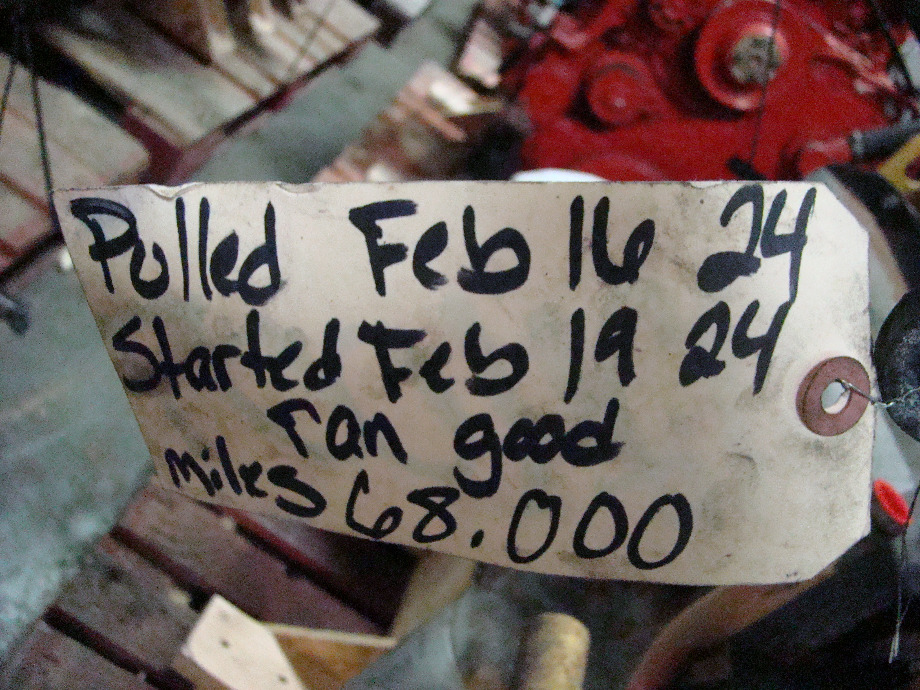 Pulled Feb 16 24
Started Feb 19 24
ran good
miles 68.000